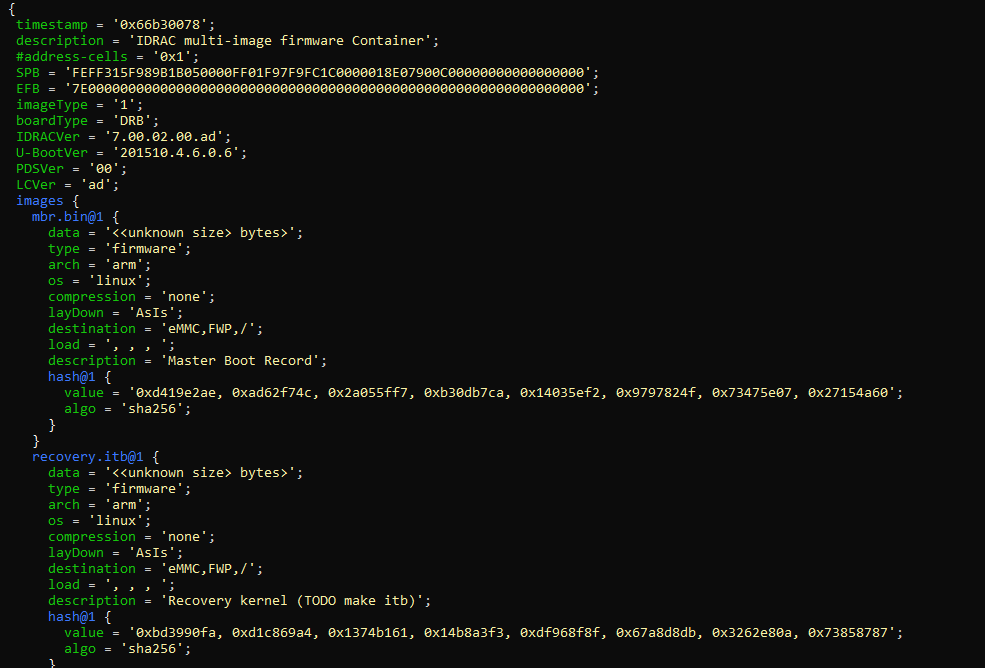 {
timestamp = '0x66b30078';
description = 'IDRAC multi-image firmware Container';
#address-cells = '0x1';
SPB = 'FEFF315F989B1B050000FF01F97F9FC1C0000018E07900C00000000000000000';
EFB = '7E00000000000000000000000000000000000000000000000000000000000000';
imageType = '1';
boardType = 'DRB';
IDRACVer = '7.00.02.00.ad';
U-BootVer = '201510.4.6.0.6';
PDSVer = '00';
LCVer = 'ad';
images {
mbr.bin@1 {
data = '<<unknown size> bytes>';
type = 'firmware';
arch = 'arm';
os = 'linux';
compression = 'none';
layDown = 'AsIs';
destination = 'eMMC,FWP,/';
load = ', , , ';
description = 'Master Boot Record';
hash@1 {
value = '0xd419e2ae, 0xad62f74c, 0x2a055ff7, 0xb30db7ca, 0x14035ef2, 0x9797824f, 0x73475e07, 0x27154a60';
algo = 'sha256';
}
}
recovery.itb@1 {
data = '<<unknown size> bytes>';
type = 'firmware';
arch = 'arm';
os = 'linux';
compression = 'none';
layDown = 'AsIs';
destination = 'eMMC,FWP,/';
load = ', , , ';
description = 'Recovery kernel (TODO make itb)';
hash@1 {
value = '0xbd3990fa, 0xd1c869a4, 0x1374b161, 0x14b8a3f3, 0xdf968f8f, 0x67a8d8db, 0x3262e80a, 0x73858787';
algo = 'sha256';
}